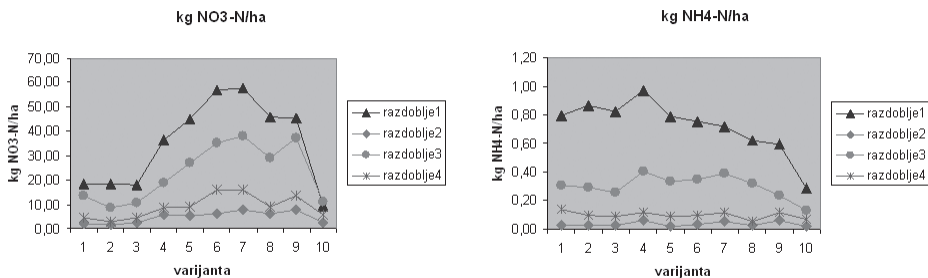 kg NO3-N/ha
kg NO3-N/ha
70,00
60,00
50,00
40,00
30,00
20,00
10,00
0,00
1 2 3 4 5 6 7 8 9 10
varijanta
razdoblje1
razdoblje2
razdoblje3
razdoblje4
kg NH4-N/ha
kg NH4-N/ha
1,20
1,00
0,80
0,60
0,40
0,20
0,00
1 2 3 4 5 6 7 8 9 10
varijanta
razdoblje1
razdoblje2
razdoblje3
razdoblje4